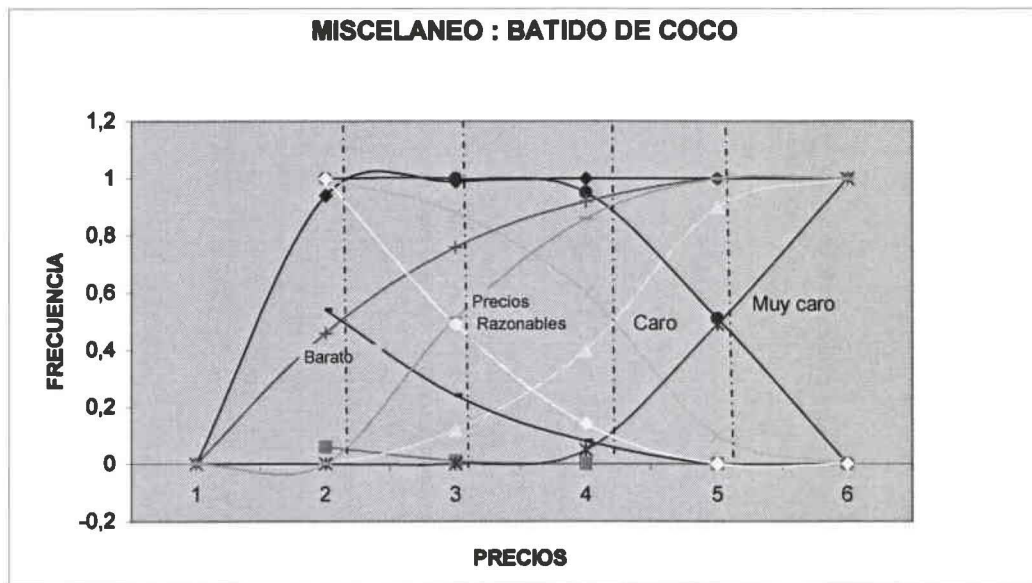 MISCELANEO : BATIDO DE COCO
1,2
1
0,8
0,6
0,4
0,2
0
-0,2
FRECUENCIA
Barato
Precios
Razonables
Caro
Muy caro
1 2 3 4 5 6
PRECIOS